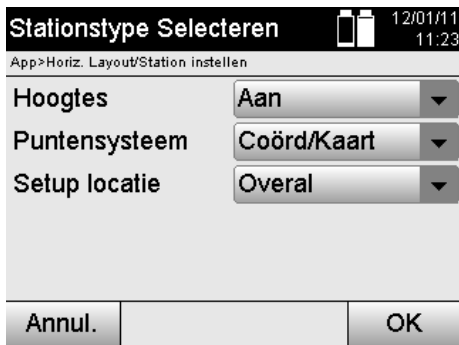 Stationstype Selecteren
12/01/11
11:23
App>Horiz. Layout/Station instellen
Hoogtes Aan
Puntensysteem Coörd/Kaart
Setup locatie Overal
Annul. OK